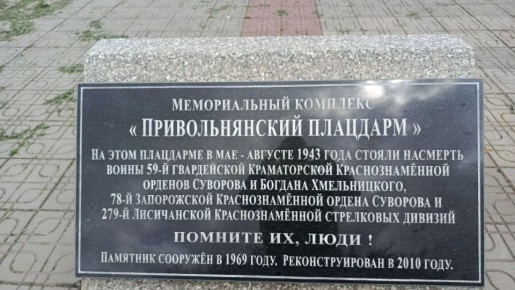 Мемориальный комплекс
« Привольнянский плацдарм »
На этом плацдарме в мае - августе 1943 года стояли насмерть
воины 59-й гвардейской Краматорской Краснознамённой
орденов Суворова и Богдана Хмельницкого,
78-й Запорожской Краснознамённой ордена Суворова и
279-й Лисичанской Краснознамённой стрелковых дивизий
ПОМНИТЕ ИХ, ЛЮДИ !
Памятник сооружён в 1969 году. Реконструирован в 2010 году.